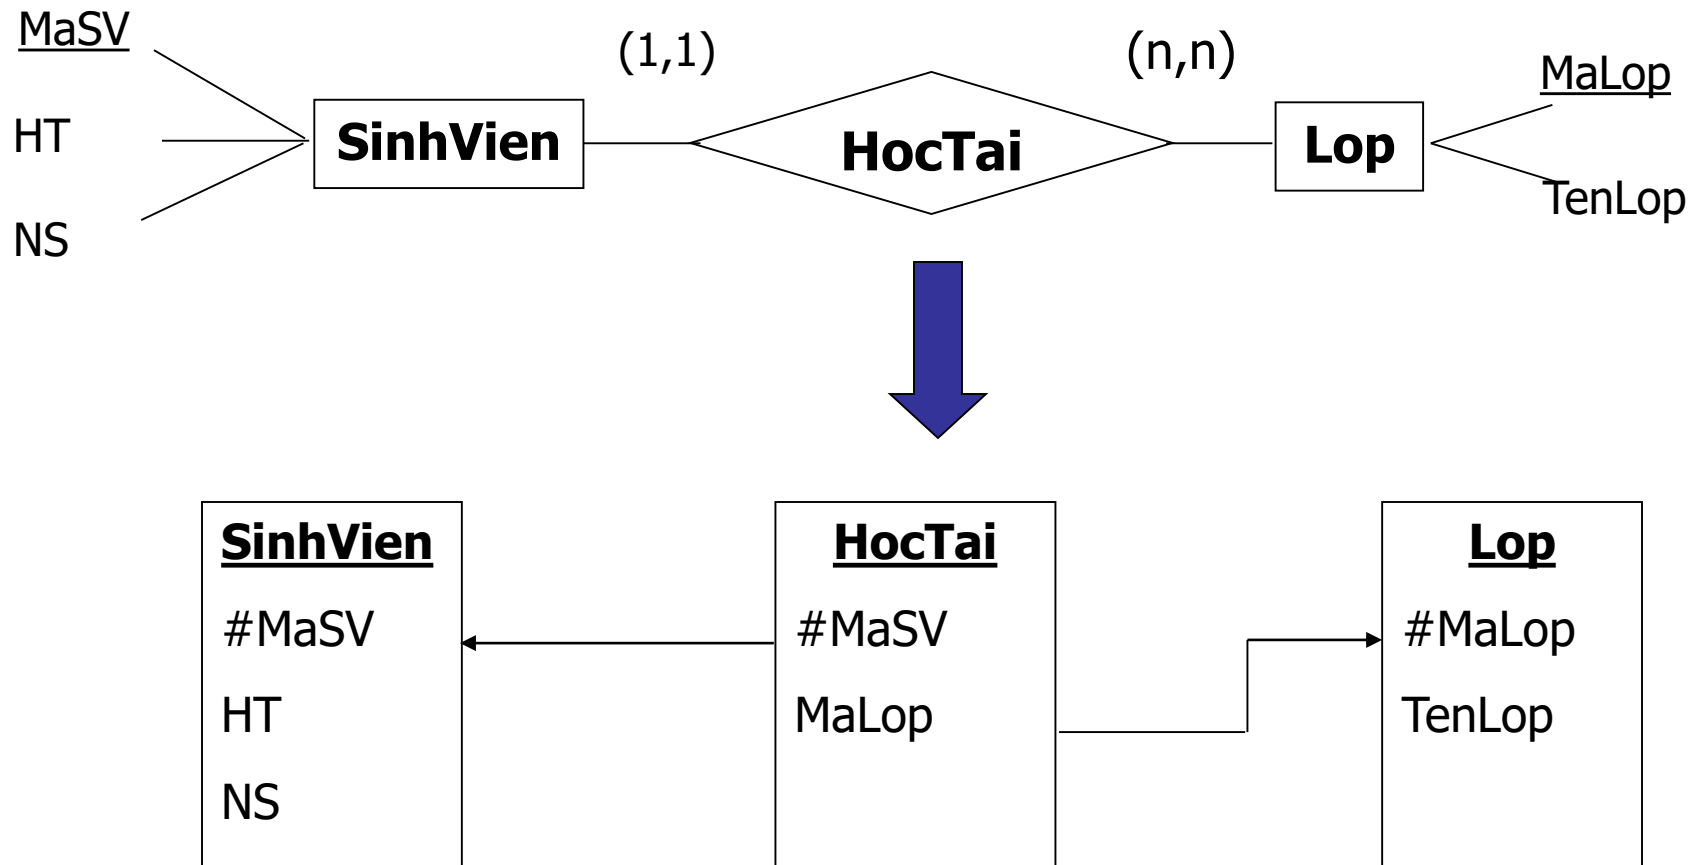 MaSV
(1,1)
(n,n)
MaLop
HT
SinhVien
HocTai
Lop
TenLop
NS
SinhVien
#MaSV
HT
NS
HocTai
#MaSV
MaLop
Lop
#MaLop
TenLop